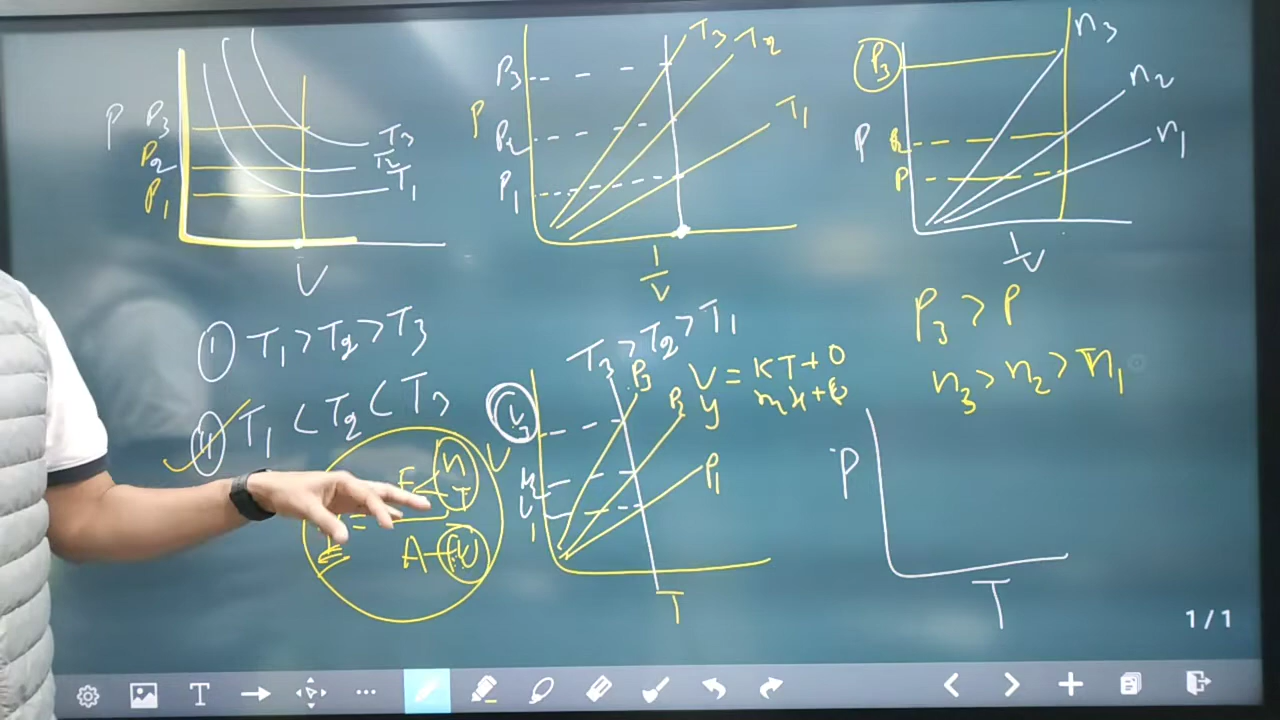 P
P3
P2
P1
T3
T2
T1
V
P
P3
P2
P1
T3
T2
T1
1/V
P
P3
P2
P
n3
n2
n1
1/V
① T1 > T2 > T3
② T1 < T2 < T3
T3 > T2 > T1
P3 > P
n3 > n2 > n1
V = KT + 0
y mx +
F
n
T
P =
A
V
V
P3
P2
P1
T
P
T
1/1
T